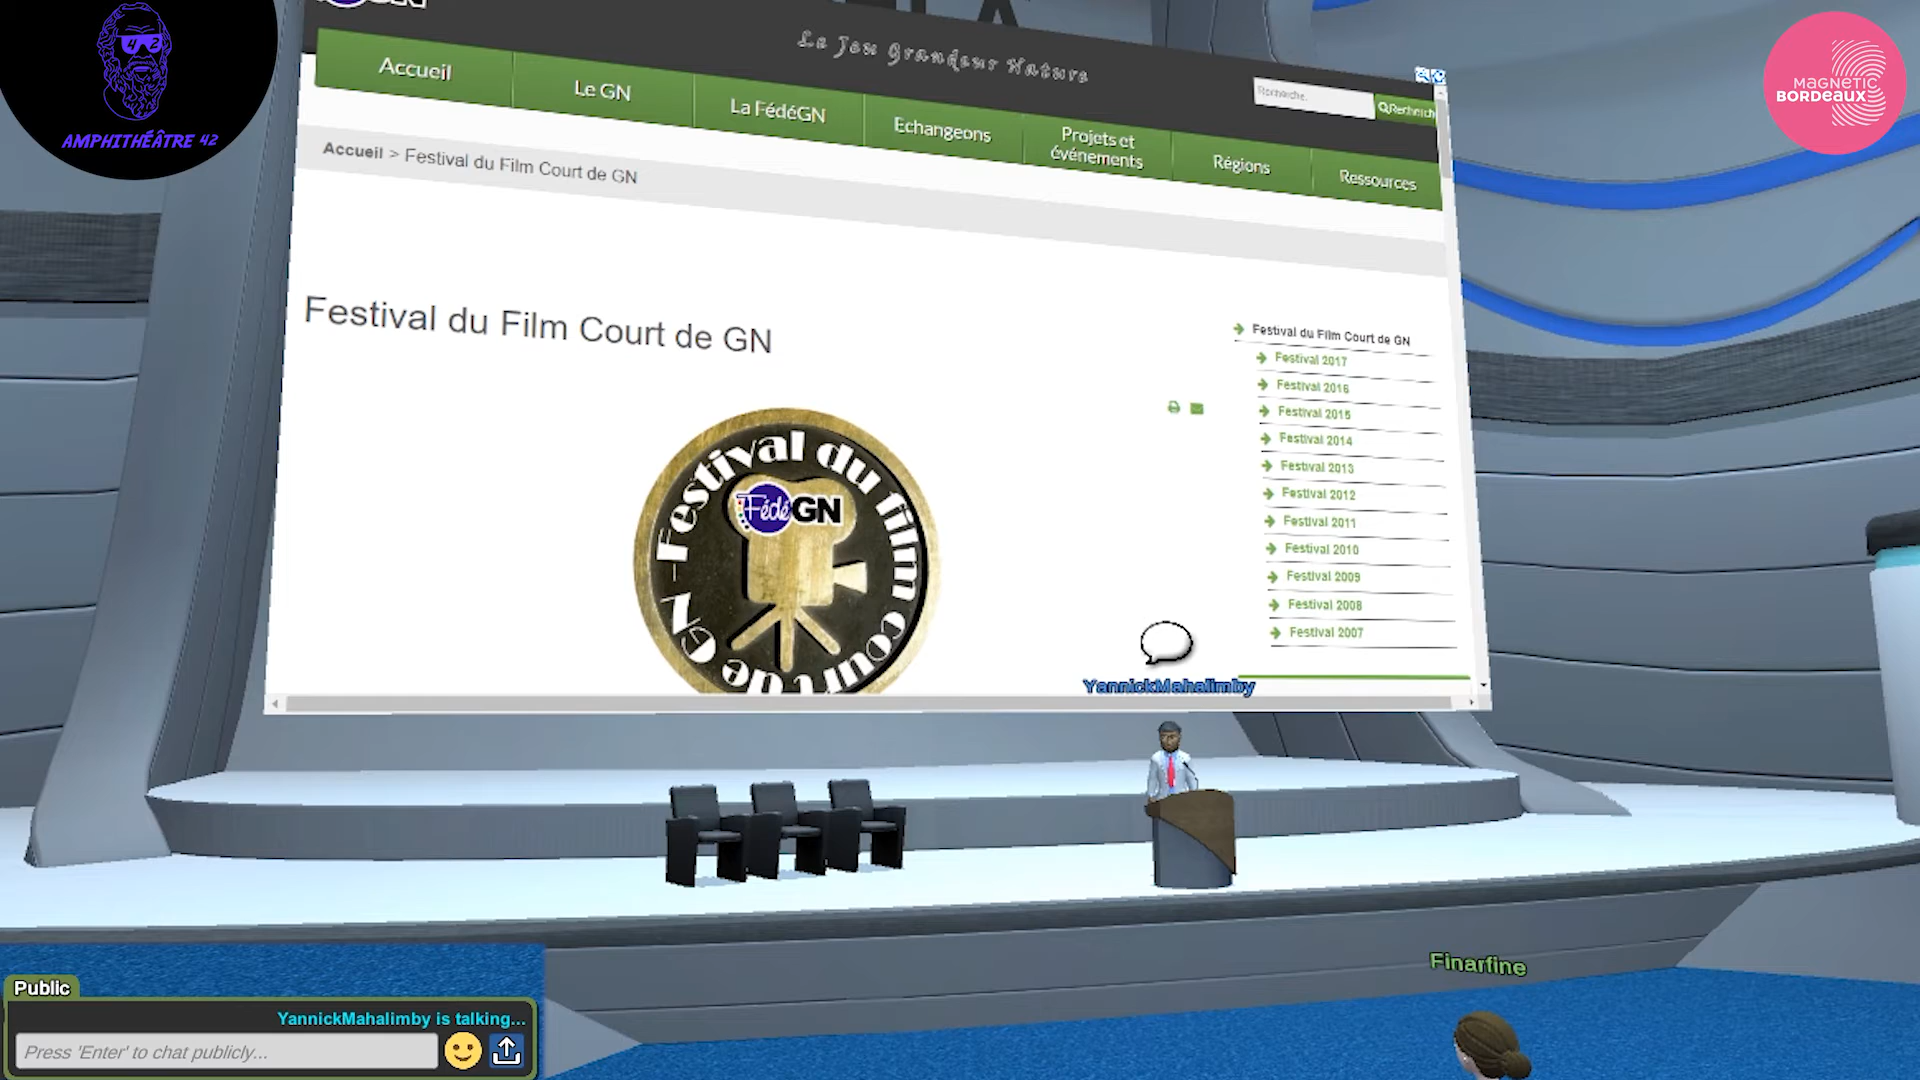 AMPHITHÉÂTRE 42
MAGNETIC
BORDEAUX
Le Jeu Grandeur Nature
Recherche.
Recherche
Accueil
Le GN
La FédéGN
Echangeons
Projets et
événements
Régions
Ressources
Accueil > Festival du Film Court de GN
Festival du Film Court de GN
Festival du Film Court de GN
Festival 2017
Festival 2016
Festival 2015
Festival 2014
Festival 2013
Festival 2012
Festival 2011
Festival 2010
Festival 2009
Festival 2008
Festival 2007
Festival du film court de GN -
FédéGN
YannickMahalimby
Finarfine
Public
YannickMahalimby is talking...
Press 'Enter' to chat publicly...